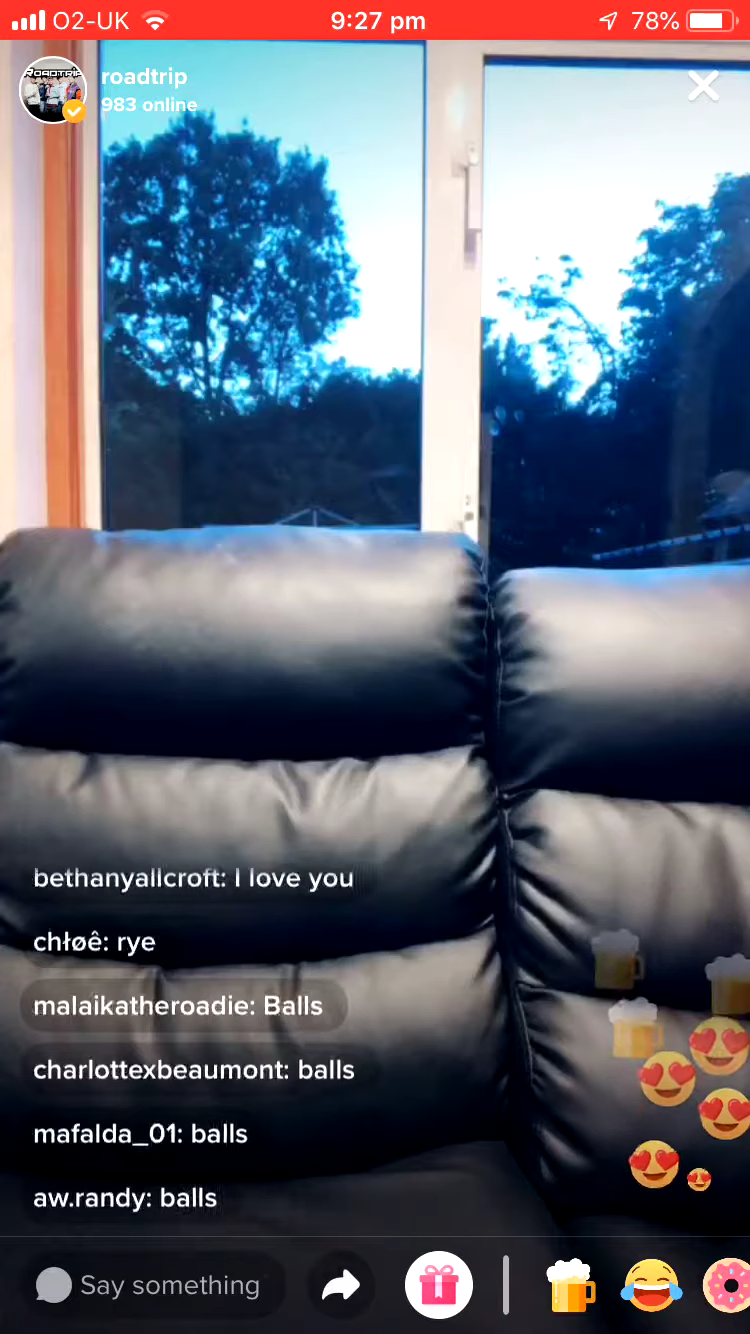 O2-UK 9:27 pm 78%
ROADTRIP
roadtrip
983 online
bethanyallcroft: I love you
chłøê: rye
malaikatheroadie: Balls
charlottexbeaumont: balls
mafalda_01: balls
aw.randy: balls
Say something